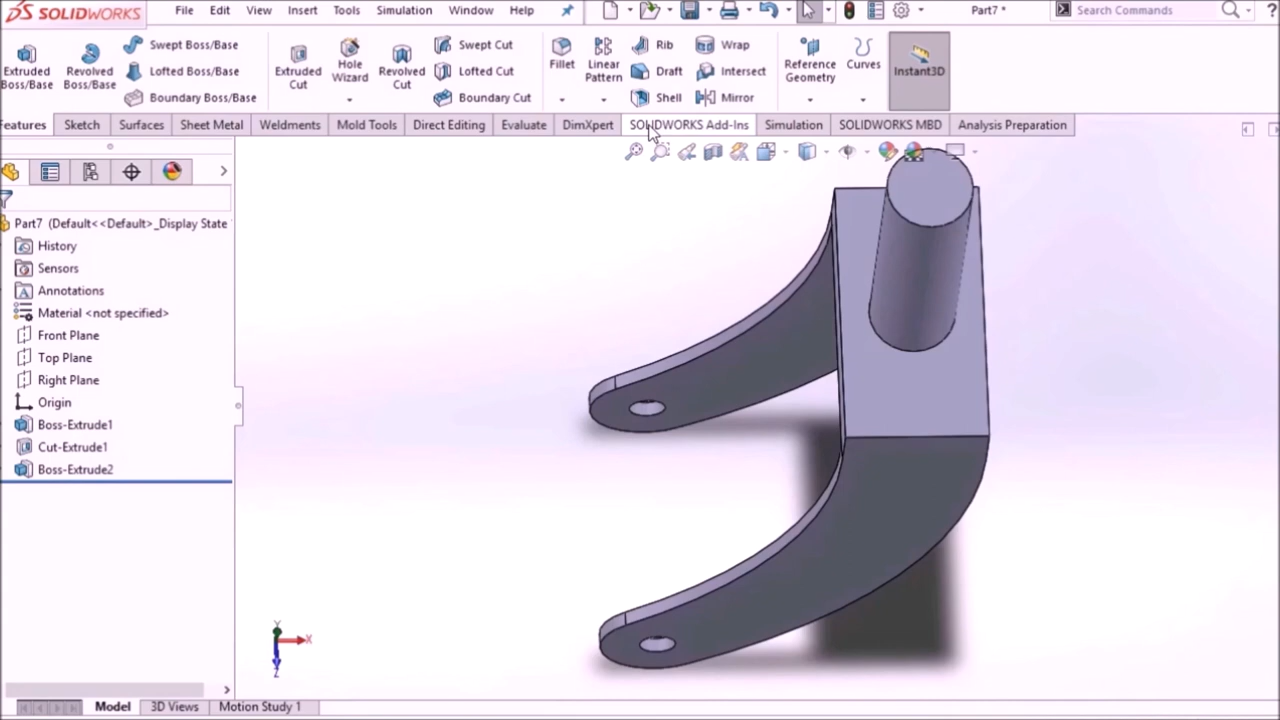 SOLIDWORKS File Edit View Insert Tools Simulation Window Help Part7 * Search Commands ?
Extruded Boss/Base
Revolved Boss/Base
Swept Boss/Base
Lofted Boss/Base
Boundary Boss/Base
Extruded Cut
Hole Wizard
Revolved Cut
Swept Cut
Lofted Cut
Boundary Cut
Fillet
Linear Pattern
Rib
Draft
Shell
Wrap
Intersect
Mirror
Reference Geometry
Curves
Instant3D
Features Sketch Surfaces Sheet Metal Weldments Mold Tools Direct Editing Evaluate DimXpert SOLIDWORKS Add-Ins Simulation SOLIDWORKS MBD Analysis Preparation
Part7 (Default<<Default>_Display State
History
Sensors
Annotations
Material <not specified>
Front Plane
Top Plane
Right Plane
Origin
Boss-Extrude1
Cut-Extrude1
Boss-Extrude2
Y
X
Z
Model 3D Views Motion Study 1